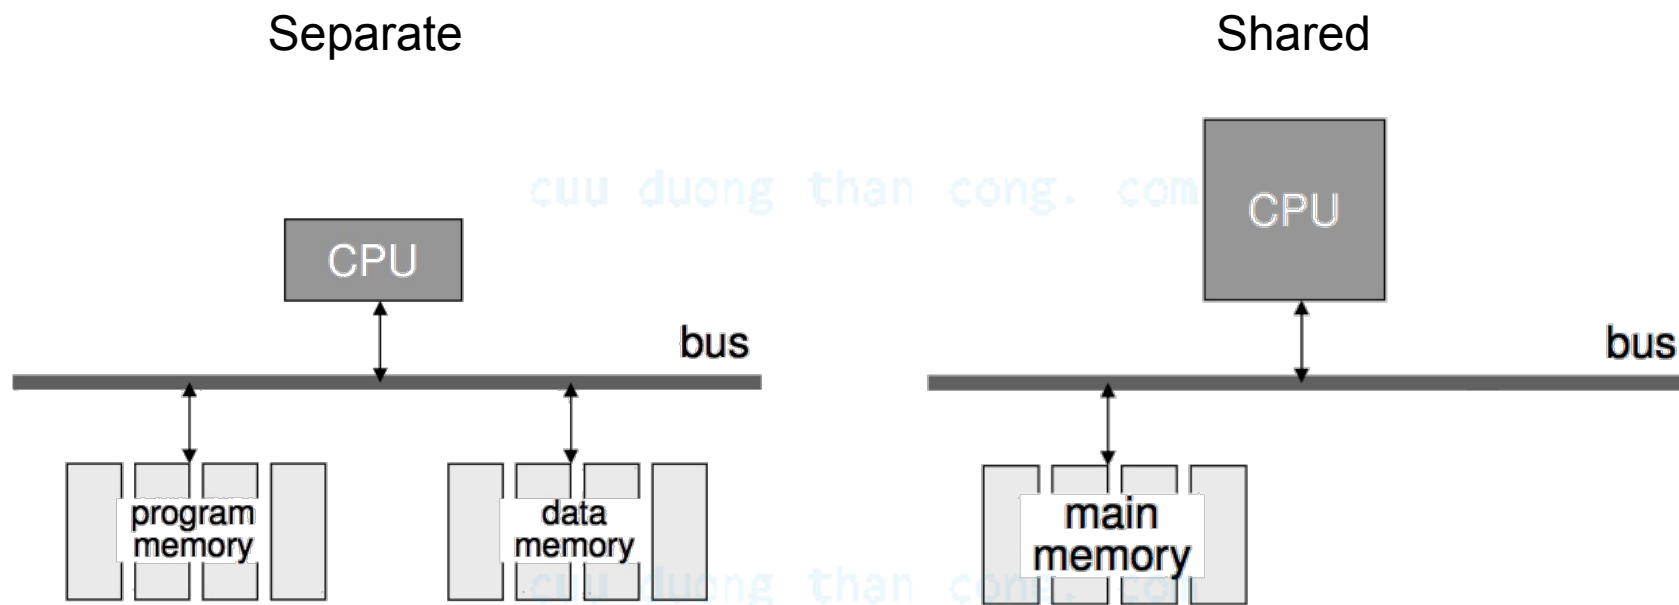 Separate
Shared
cuu duong than cong. com
CPU
CPU
bus
bus
program
memory
data
memory
main
memory
cuu duong than cong. com